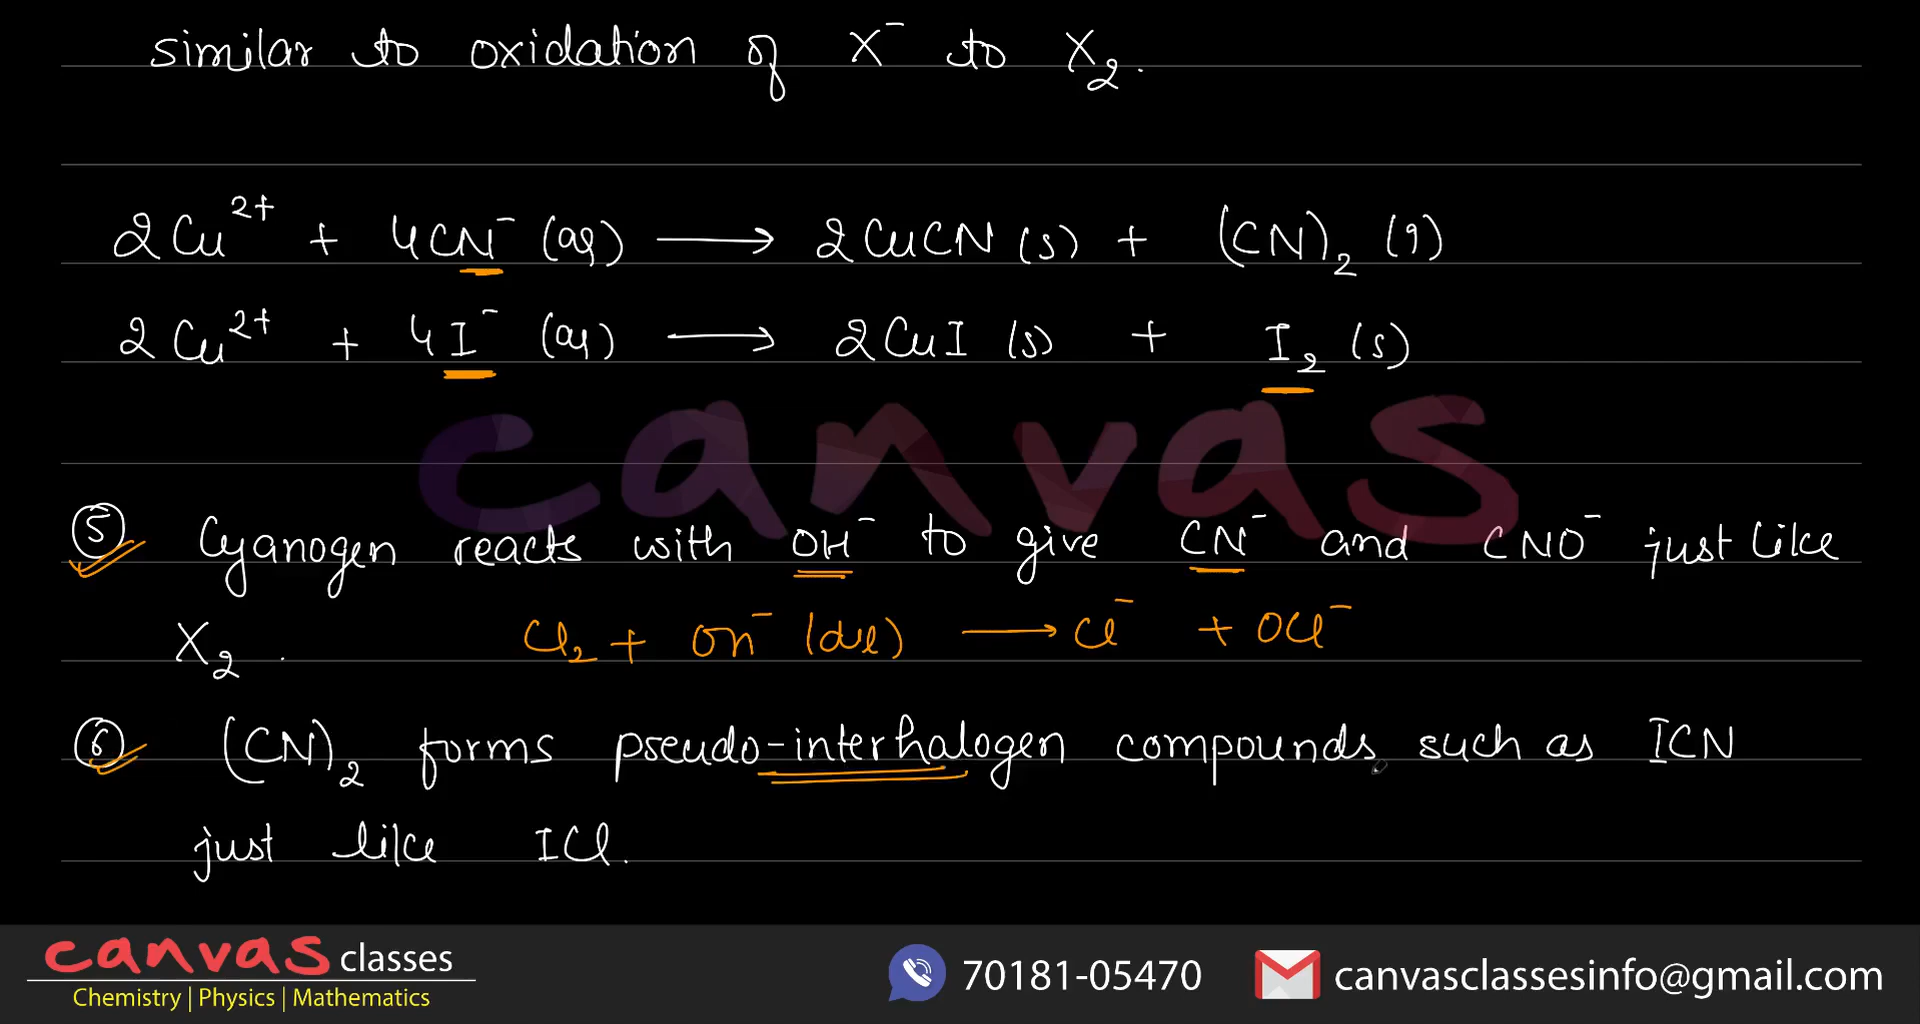 similar to oxidation of X⁻ to X₂.
2Cu²⁺ + 4CN⁻ (aq) ⟶ 2CuCN (s) + (CN)₂ (g)
2Cu²⁺ + 4I⁻ (aq) ⟶ 2CuI (s) + I₂ (s)
canvas
⑤ Cyanogen reacts with OH⁻ to give CN⁻ and CNO⁻ just like
X₂. Cl₂ + OH⁻ (dil) ⟶ Cl⁻ + OCl⁻
⑥ (CN)₂ forms pseudo-interhalogen compounds such as ICN
just like ICl.
canvas classes
Chemistry | Physics | Mathematics
70181-05470
canvasclassesinfo@gmail.com